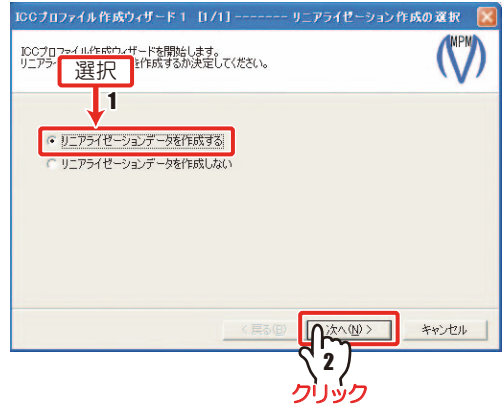 ICCプロファイル作成ウィザード 1 [1/1] ------- リニアライゼーション作成の選択
MPM
ICCプロファイル作成ウィザードを開始します。
リニアラ
を作成するか決定してください。
選択
1
リニアライゼーションデータを作成する
リニアライゼーションデータを作成しない
< 戻る(B)
次へ(N) >
キャンセル
2
クリック